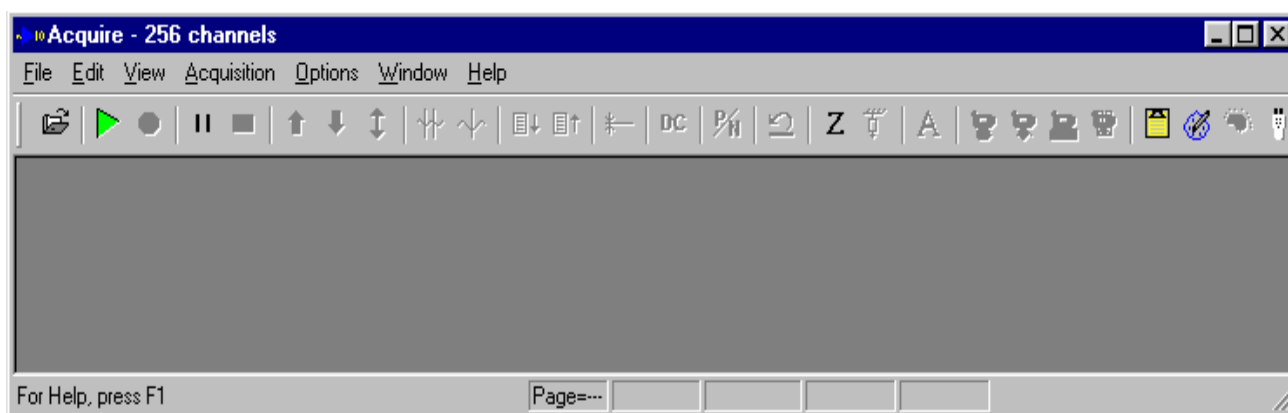 Acquire - 256 channels
File Edit View Acquisition Options Window Help
DC P/N Z A
For Help, press F1 Page=---